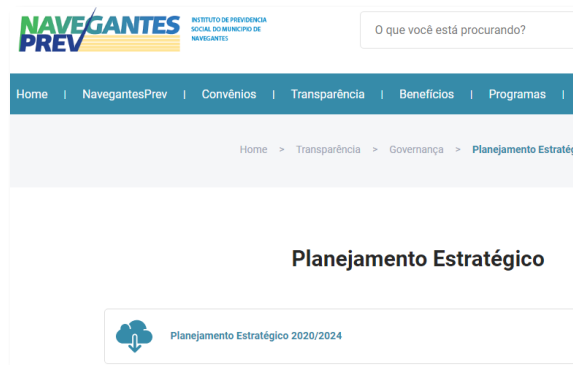 NAVEGANTES
PREV
INSTITUTO DE PREVIDENCIA
SOCIAL DO MUNICIPIO DE
NAVEGANTES
O que você está procurando?
Home | NavegantesPrev | Convênios | Transparência | Benefícios | Programas |
Home > Transparência > Governança > Planejamento Estraté
Planejamento Estratégico
Planejamento Estratégico 2020/2024